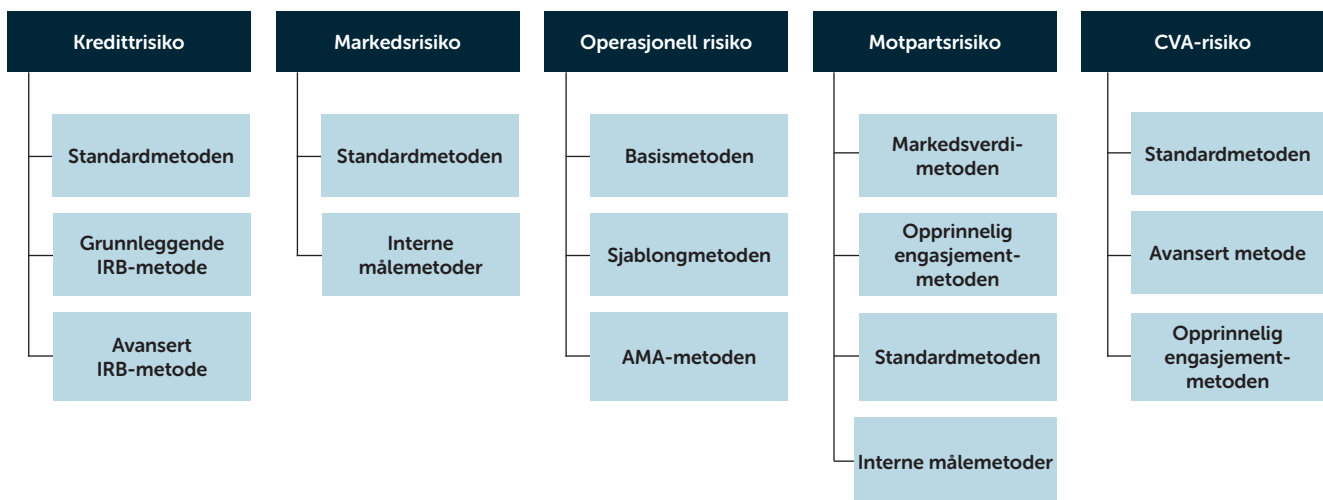 Kredittrisiko
Standardmetoden
Grunnleggende
IRB-metode
Avansert
IRB-metode
Markedsrisiko
Standardmetoden
Interne
målemetoder
Operasjonell risiko
Basismetoden
Sjablongmetoden
AMA-metoden
Motpartsrisiko
Markedsverdi-
metoden
Opprinnelig
engasjement-
metoden
Standardmetoden
Interne målemetoder
CVA-risiko
Standardmetoden
Avansert metode
Opprinnelig
engasjement-
metoden